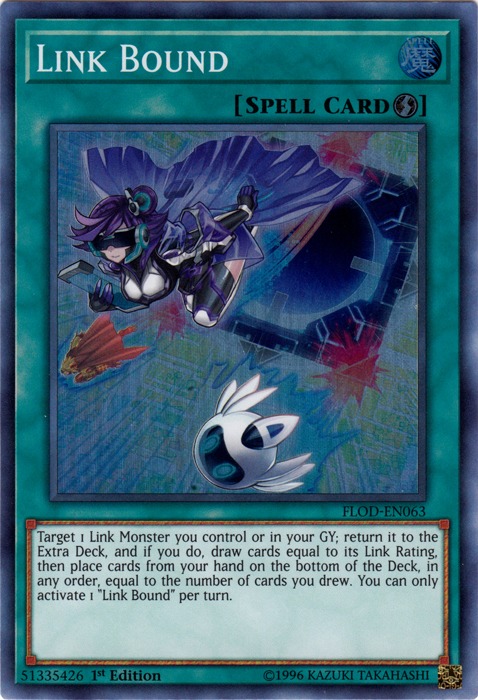 LINK BOUND
SPELL
魔
[SPELL CARD]
FLOD-EN063
Target 1 Link Monster you control or in your GY; return it to the
Extra Deck, and if you do, draw cards equal to its Link Rating,
then place cards from your hand on the bottom of the Deck, in
any order, equal to the number of cards you drew. You can only
activate 1 "Link Bound" per turn.
51335426 1st Edition ©1996 KAZUKI TAKAHASHI